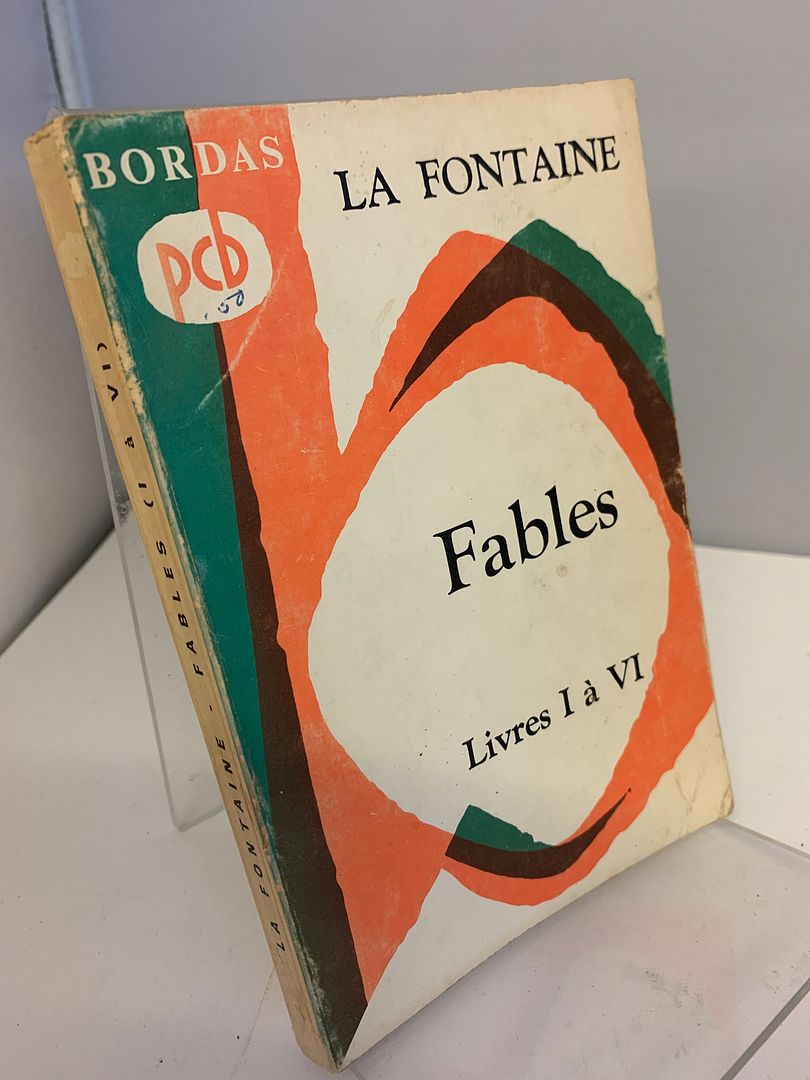 BORDAS
LA FONTAINE
pcb
Fables
Livres I à VI
LA FONTAINE - FABLES (I à VI)